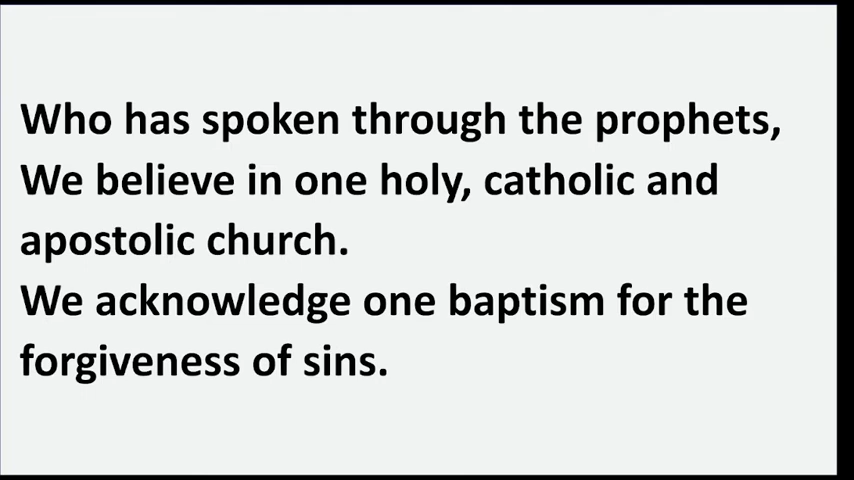 Who has spoken through the prophets,
We believe in one holy, catholic and
apostolic church.
We acknowledge one baptism for the
forgiveness of sins.